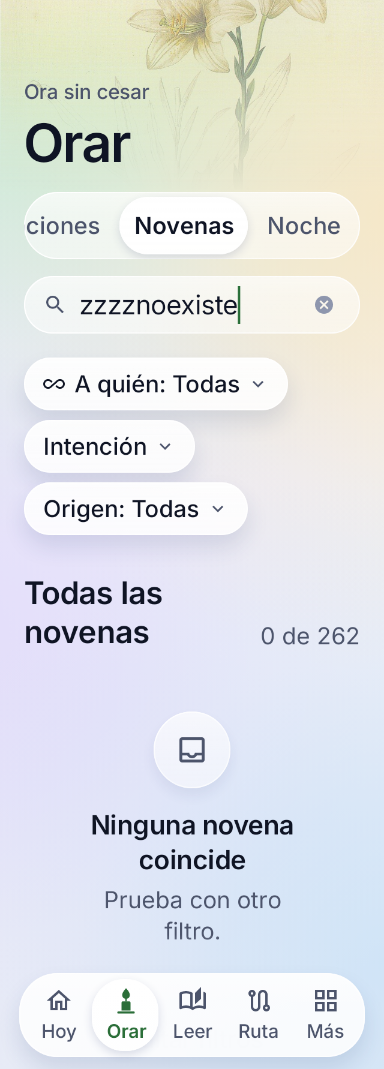 Ora sin cesar
Orar
ciones Novenas Noche
zzzznoexiste
A quién: Todas
Intención
Origen: Todas
Todas las
novenas
0 de 262
Ninguna novena
coincide
Prueba con otro
filtro.
Hoy Orar Leer Ruta Más